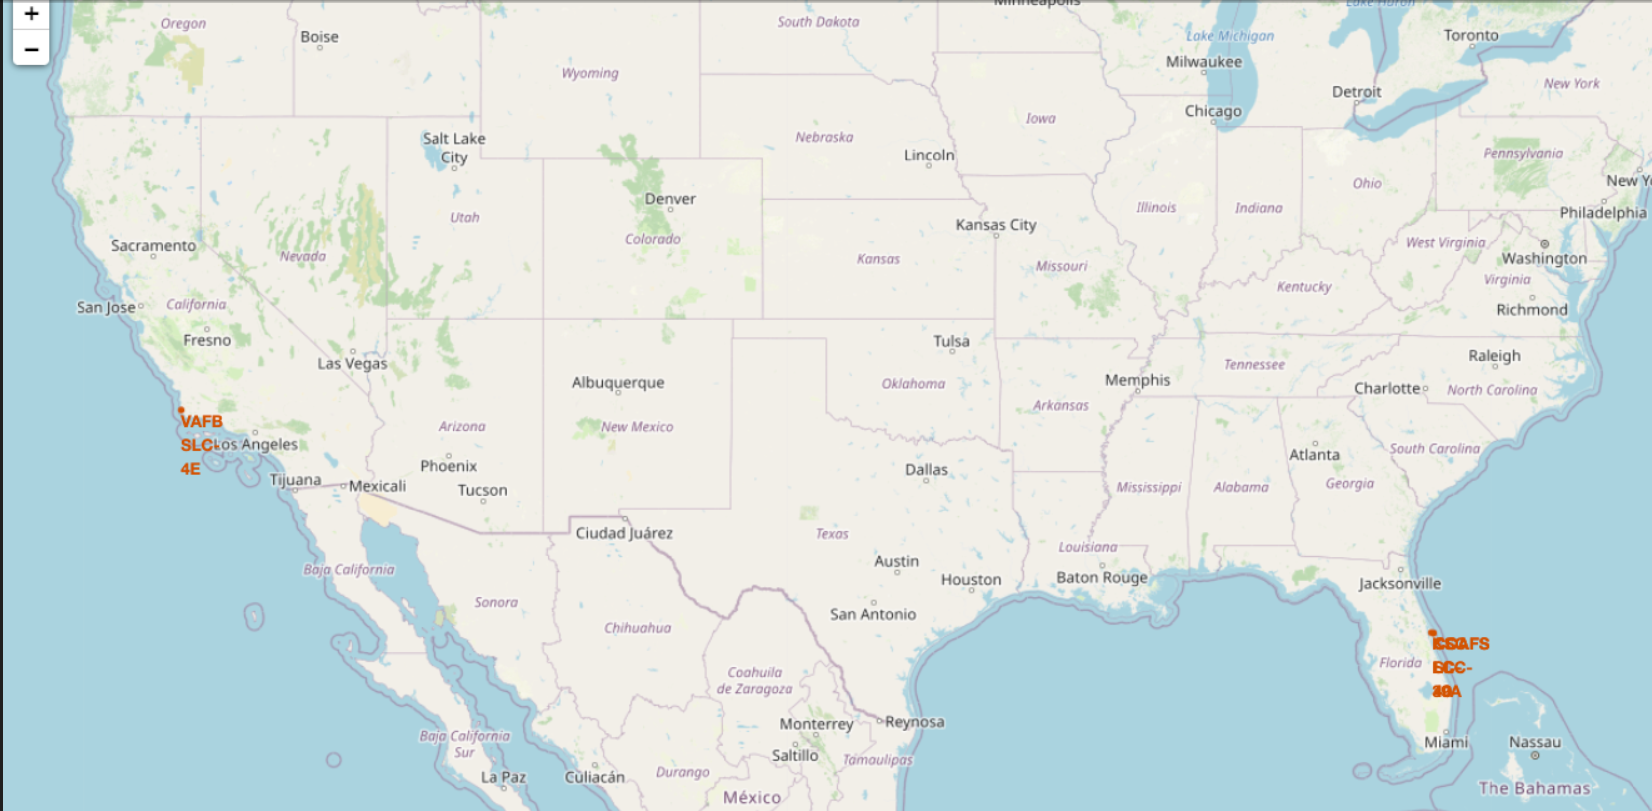 +
−
Oregon
Boise
South Dakota
Minneapolis
Lake Huron
Toronto
Lake Michigan
Milwaukee
Wyoming
Detroit
New York
Chicago
Iowa
Salt Lake
City
Nebraska
Lincoln
Pennsylvania
New Y
Denver
Ohio
Utah
Illinois
Indiana
Philadelphia
Kansas City
Sacramento
Colorado
West Virginia
Nevada
Kansas
Missouri
Washington
Virginia
Kentucky
San Jose
California
Richmond
Fresno
Tulsa
Las Vegas
Raleigh
Tennessee
Albuquerque
Oklahoma
Memphis
Charlotte
North Carolina
Arkansas
VAFB
SLC-
4E
Los Angeles
Arizona
New Mexico
South Carolina
Atlanta
Phoenix
Dallas
Tijuana
Mexicali
Tucson
Mississippi
Alabama
Georgia
Ciudad Juárez
Texas
Louisiana
Austin
Baja California
Houston
Baton Rouge
Jacksonville
Sonora
San Antonio
Chihuahua
Florida
Coahuila
de Zaragoza
Monterrey
Reynosa
Baja California
Sur
Saltillo
Tamaulipas
Miami
Nassau
La Paz
Culiacán
Durango
México
The Bahamas